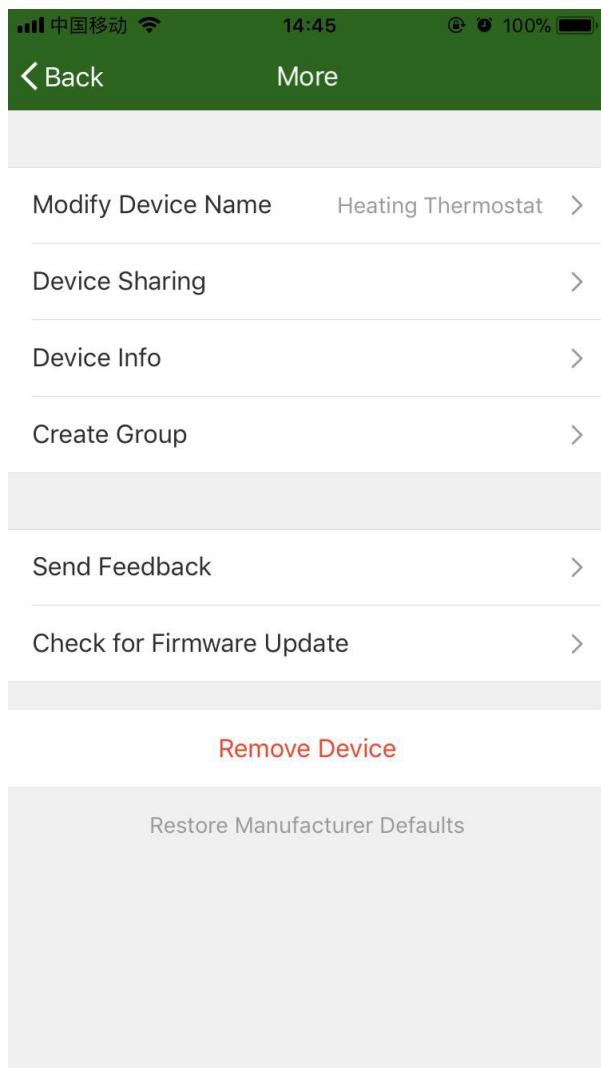 中国移动 14:45 100%
Back More
Modify Device Name Heating Thermostat
Device Sharing
Device Info
Create Group
Send Feedback
Check for Firmware Update
Remove Device
Restore Manufacturer Defaults